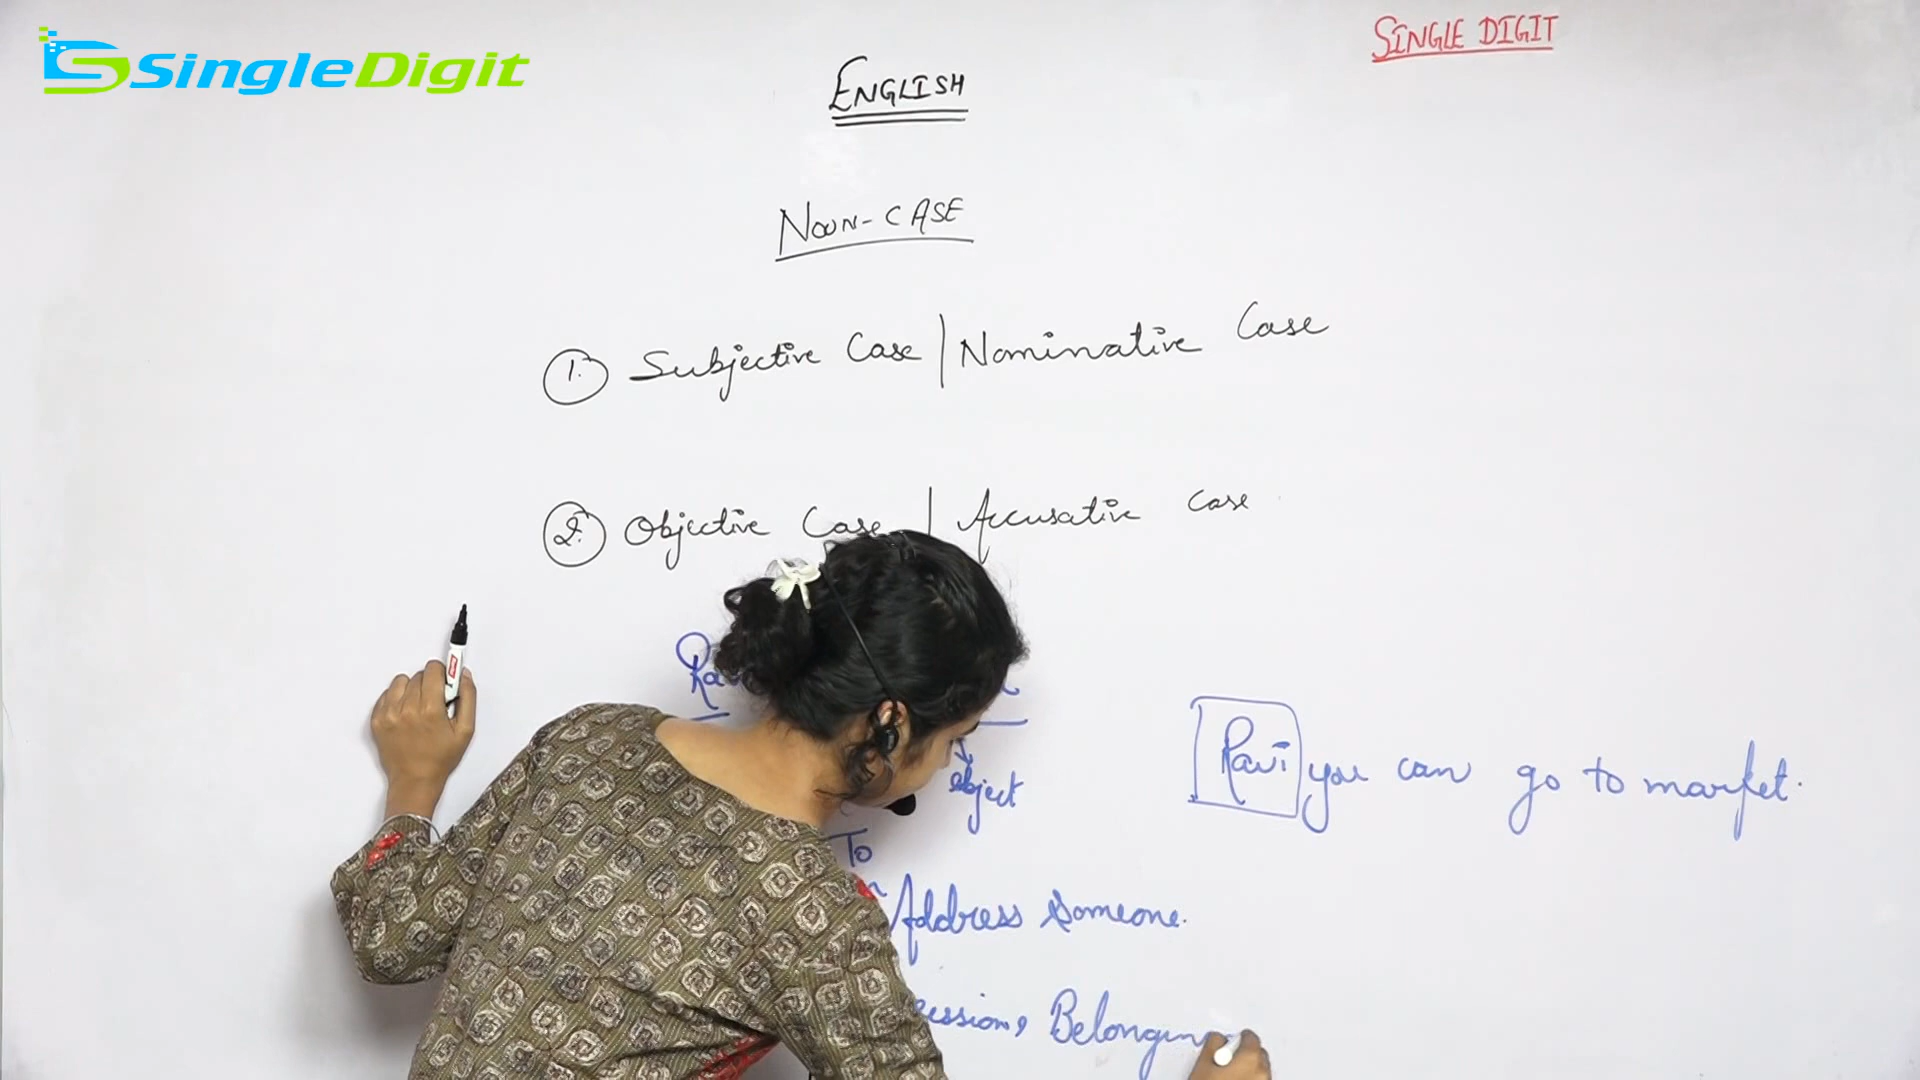 SingleDigit
SINGLE DIGIT
ENGLISH
NOUN-CASE
1. Subjective Case | Nominative Case
2. Objective Case | Accusative Case
object
Ravi you can go to market.
To
Address Someone.